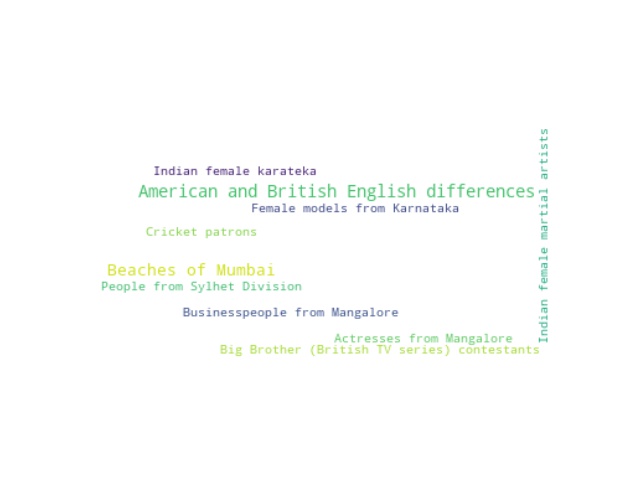 Indian female karateka
American and British English differences
Female models from Karnataka
Cricket patrons
Beaches of Mumbai
People from Sylhet Division
Businesspeople from Mangalore
Actresses from Mangalore
Big Brother (British TV series) contestants
Indian female martial artists